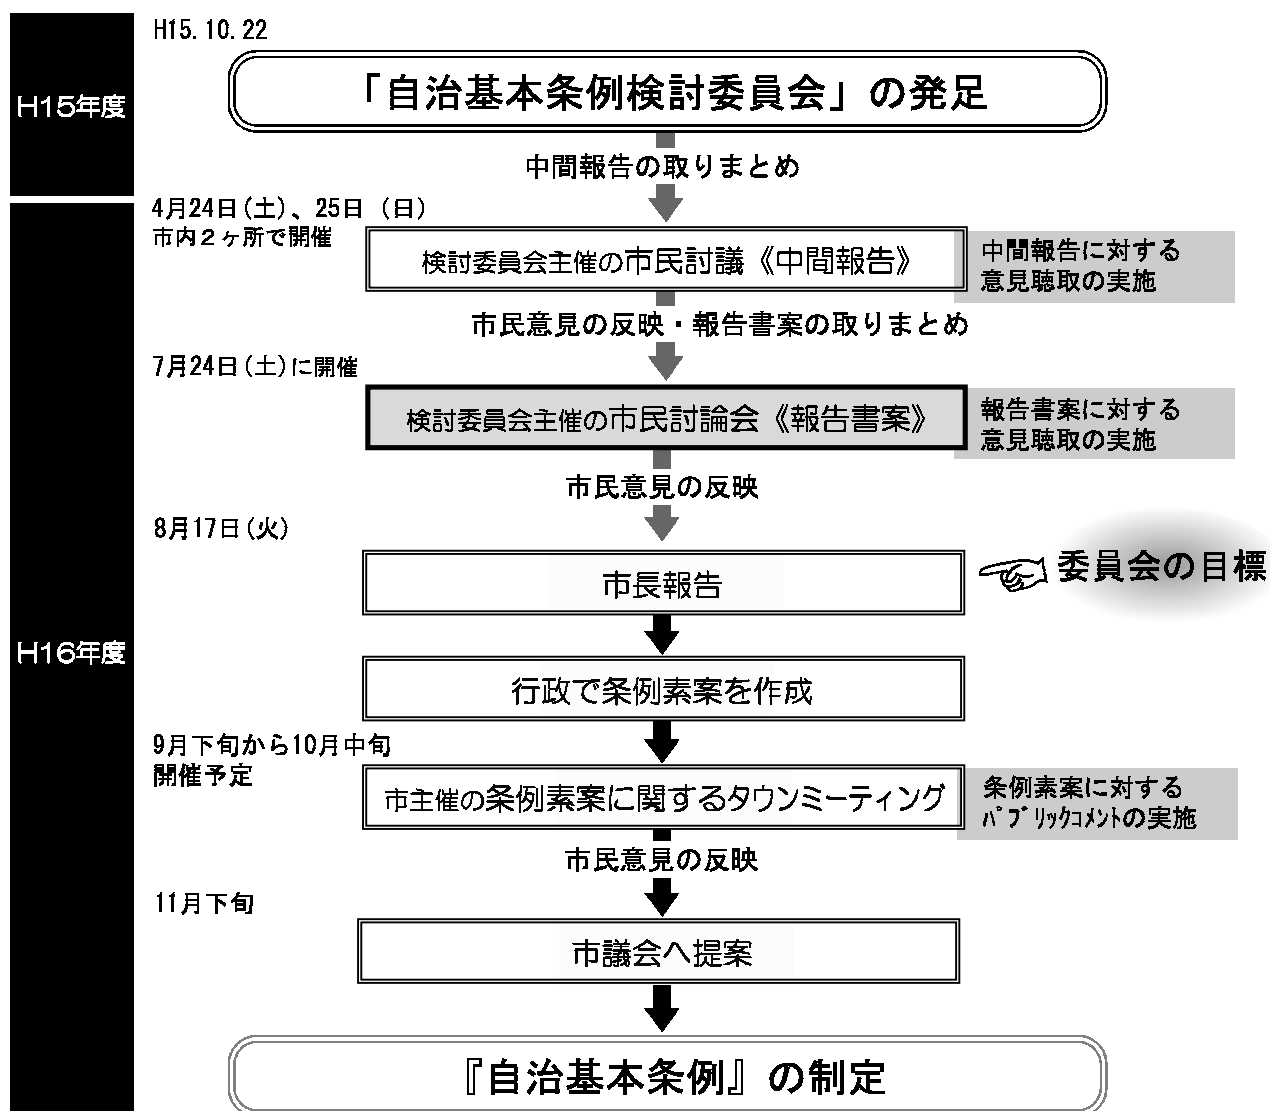 H15.10.22
H15年度
「自治基本条例検討委員会」の発足
中間報告の取りまとめ
H16年度
4月24日(土)、25日(日)
市内2ヶ所で開催
検討委員会主催の市民討議《中間報告》
中間報告に対する
意見聴取の実施
市民意見の反映・報告書案の取りまとめ
7月24日(土)に開催
検討委員会主催の市民討論会《報告書案》
報告書案に対する
意見聴取の実施
市民意見の反映
8月17日(火)
市長報告
委員会の目標
行政で条例素案を作成
9月下旬から10月中旬
開催予定
市主催の条例素案に関するタウンミーティング
条例素案に対する
ﾊﾟﾌﾞﾘｯｸｺﾒﾝﾄの実施
市民意見の反映
11月下旬
市議会へ提案
『自治基本条例』の制定